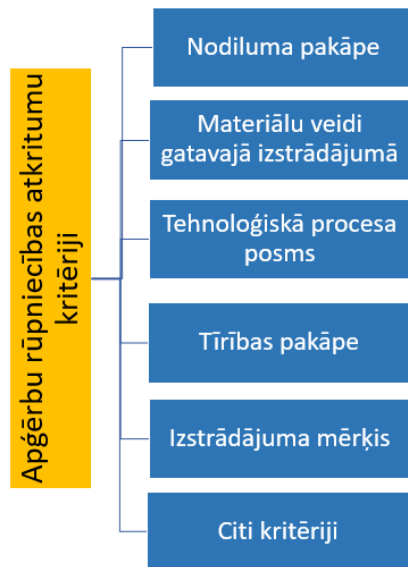 Apģērbu rūpniecības atkritumu
kritēriji
Nodiluma pakāpe
Materiālu veidi
gatavajā izstrādājumā
Tehnoloģiskā procesa
posms
Tīrības pakāpe
Izstrādājuma mērķis
Citi kritēriji